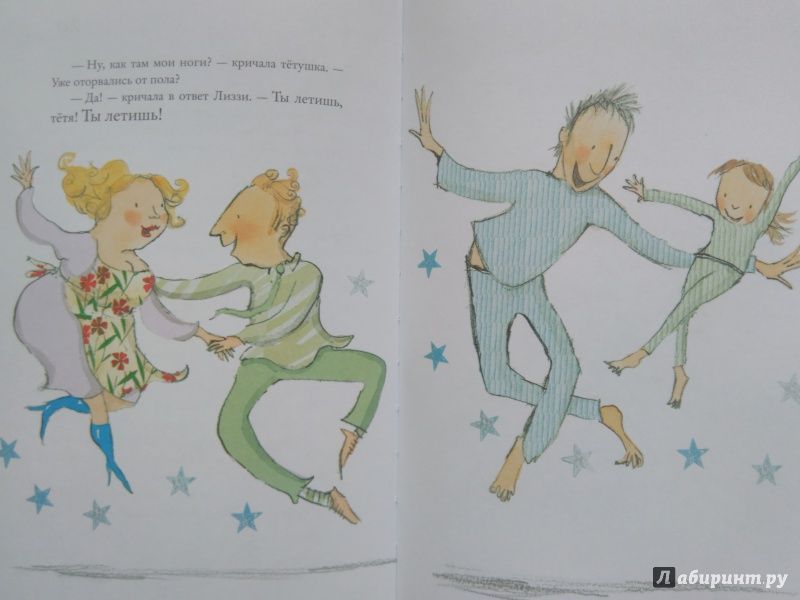 — Ну, как там мои ноги? — кричала тётушка. —
Уже оторвались от пола?
— Да! — кричала в ответ Лиззи. — Ты летишь,
тётя! Ты летишь!
Лабиринт.ру